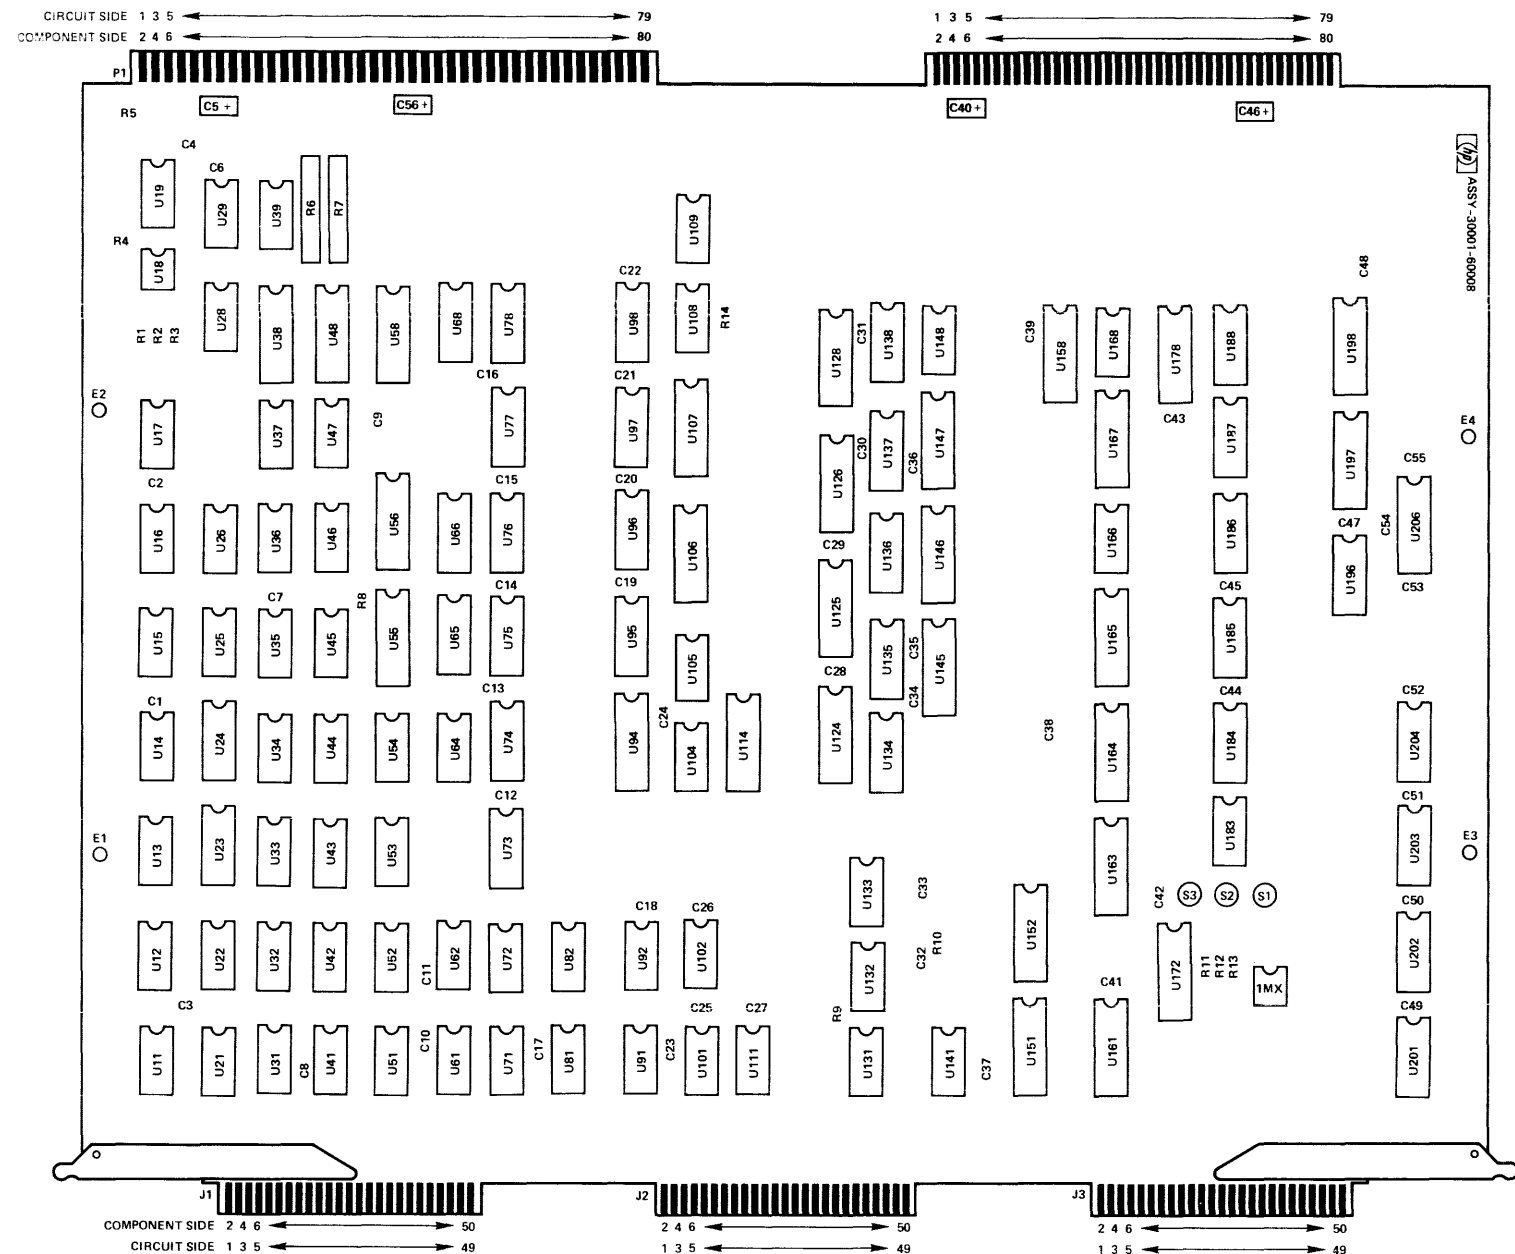 CIRCUIT SIDE 1 3 5 79
COMPONENT SIDE 2 4 6 80
1 3 5 79
2 4 6 80
P1
R5
C5 +
C56 +
C40 +
C46 +
hp
ASSY-30001-60008
C4
C6
U19
U29
U39
R6
R7
U109
R4
U18
C22
C48
R1
R2
R3
U28
U38
U48
U58
U68
U78
U98
U108
R14
U128
C31
U138
U148
C39
U158
U168
U178
U188
U198
C16
C21
E2
U17
U37
U47
C9
U77
U97
U107
U126
C30
U137
C36
U147
U167
C43
U187
U197
E4
C2
C15
C20
C55
U16
U26
U36
U46
U56
U66
U76
U96
U106
C29
U136
U146
U166
U186
C47
C54
U206
C7
R8
C14
C19
C45
U196
C53
U15
U25
U35
U45
U55
U65
U75
U95
U105
U125
U135
C35
U145
U165
U185
C1
C13
C24
C28
C34
C44
C52
U14
U24
U34
U44
U54
U64
U74
U94
U104
U114
U124
U134
C38
U164
U184
U204
C12
C51
E1
U13
U23
U33
U43
U53
U73
U133
C33
U163
U183
U203
E3
C42
S3
S2
S1
C18
C26
C50
U12
U22
U32
U42
U52
C11
U62
U72
U82
U92
U102
U132
C32
R10
U152
U172
R11
R12
R13
1MX
U202
C3
C25
C27
R9
C41
C49
U11
U21
U31
C8
U41
U51
C10
U61
U71
C17
U81
U91
C23
U101
U111
U131
U141
C37
U151
U161
U201
J1
J2
J3
COMPONENT SIDE 2 4 6 50
CIRCUIT SIDE 1 3 5 49
2 4 6 50
1 3 5 49
2 4 6 50
1 3 5 49